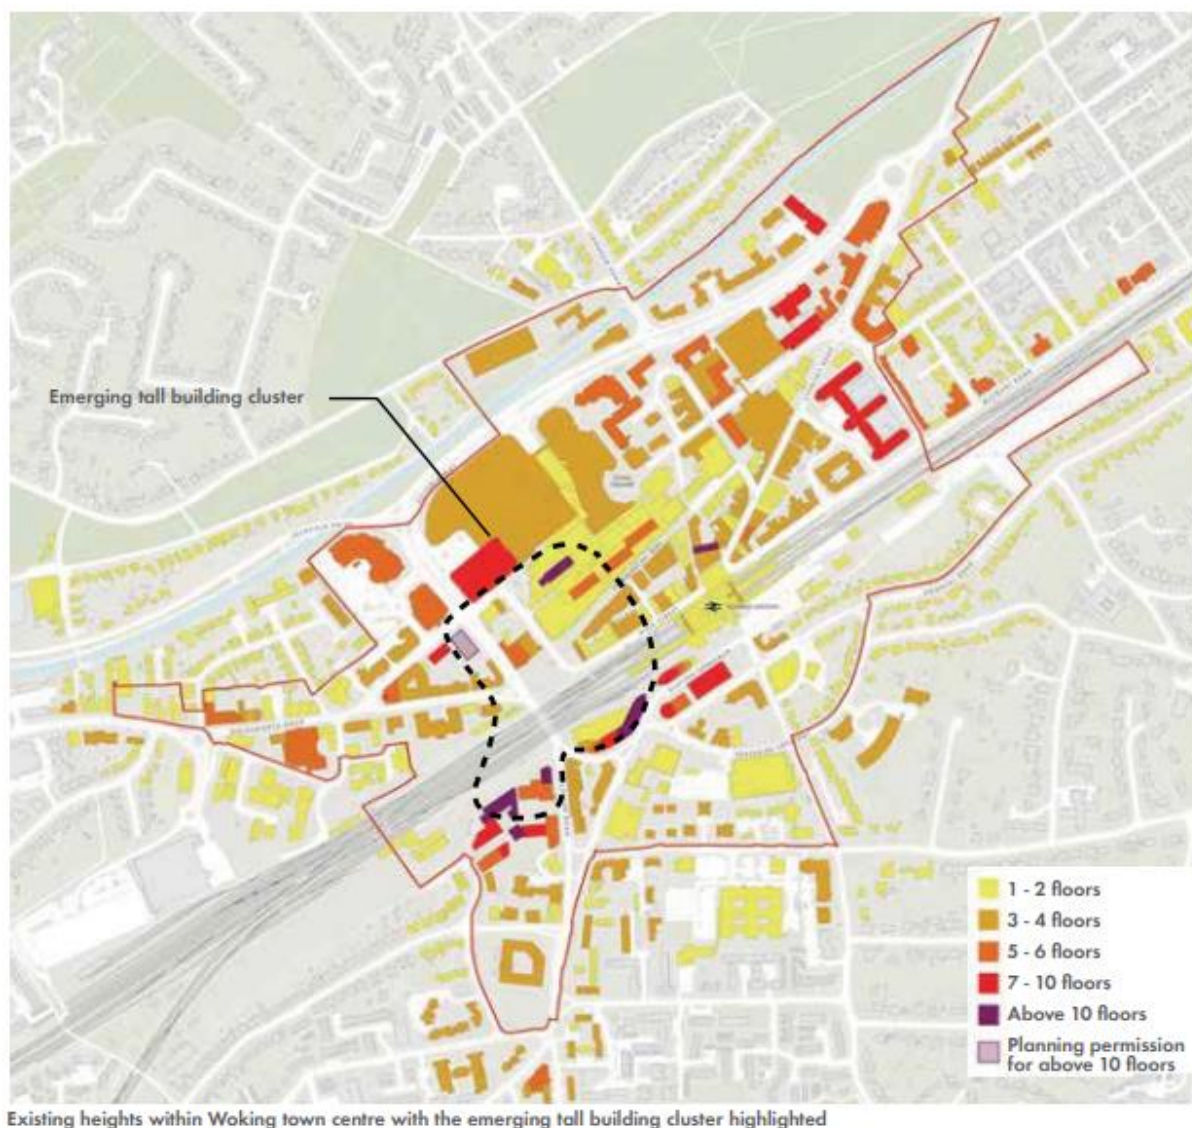 Emerging tall building cluster
1 - 2 floors
3 - 4 floors
5 - 6 floors
7 - 10 floors
Above 10 floors
Planning permission
for above 10 floors
Existing heights within Woking town centre with the emerging tall building cluster highlighted